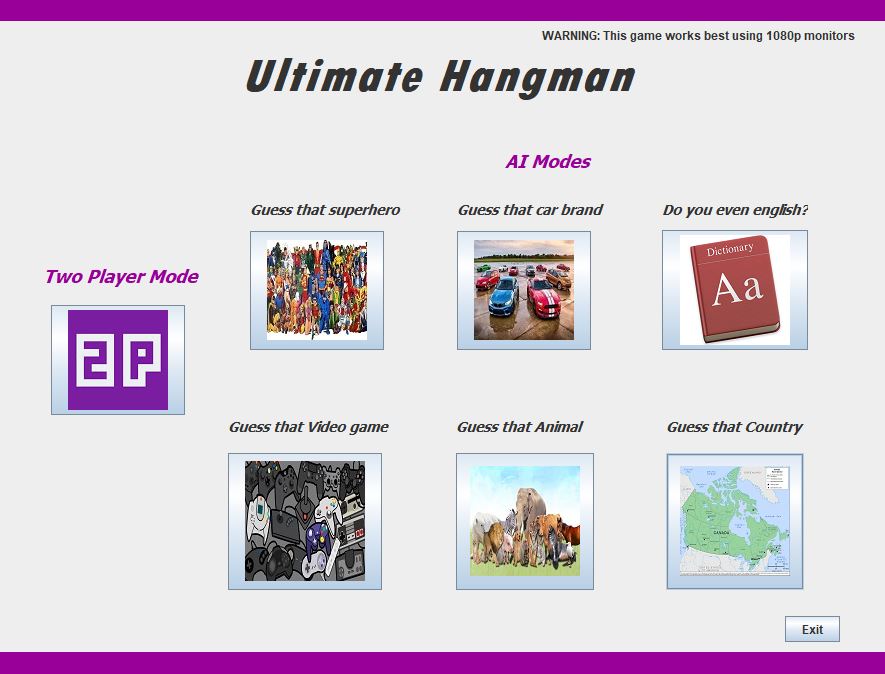 WARNING: This game works best using 1080p monitors
Ultimate Hangman
AI Modes
Guess that superhero
Guess that car brand
Do you even english?
Dictionary
Aa
Two Player Mode
2P
Guess that Video game
Guess that Animal
Guess that Country
CANADA
Exit